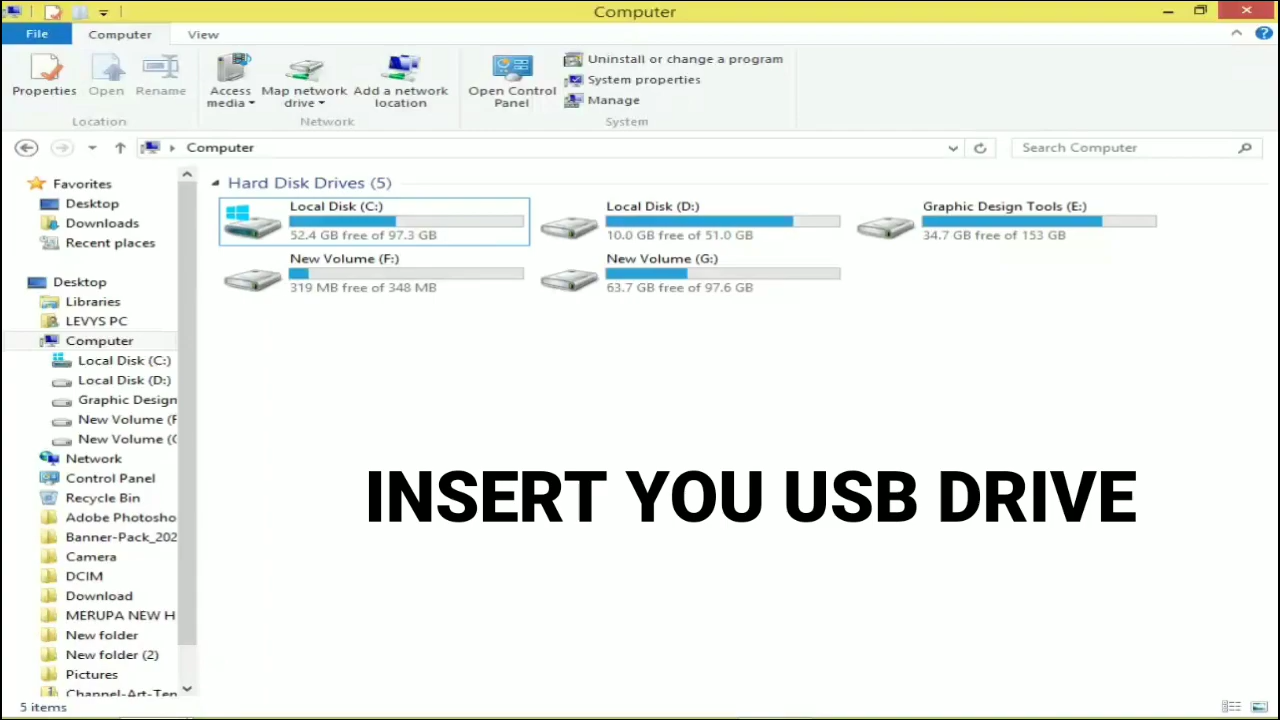 Computer
File
Computer
View
Properties
Open
Rename
Access media
Map network drive
Add a network location
Open Control Panel
Uninstall or change a program
System properties
Manage
Location
Network
System
Computer
Search Computer
Favorites
Desktop
Downloads
Recent places
Desktop
Libraries
LEVYS PC
Computer
Local Disk (C:)
Local Disk (D:)
Graphic Design
New Volume (F
New Volume (G
Network
Control Panel
Recycle Bin
Adobe Photosho
Banner-Pack_202
Camera
DCIM
Download
MERUPA NEW H
New folder
New folder (2)
Pictures
Channel-Art-Tem
Hard Disk Drives (5)
Local Disk (C:)
52.4 GB free of 97.3 GB
Local Disk (D:)
10.0 GB free of 51.0 GB
Graphic Design Tools (E:)
34.7 GB free of 153 GB
New Volume (F:)
319 MB free of 348 MB
New Volume (G:)
63.7 GB free of 97.6 GB
INSERT YOU USB DRIVE
5 items